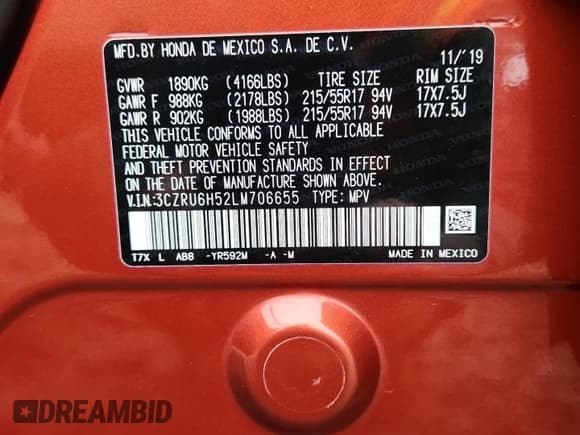 MFD. BY HONDA DE MEXICO S.A. DE C.V. 11/'19
GVWR 1890KG (4166LBS) TIRE SIZE RIM SIZE
GAWR F 988KG (2178LBS) 215/55R17 94V 17X7.5J
GAWR R 902KG (1988LBS) 215/55R17 94V 17X7.5J
THIS VEHICLE CONFORMS TO ALL APPLICABLE
FEDERAL MOTOR VEHICLE SAFETY
AND THEFT PREVENTION STANDARDS IN EFFECT
ON THE DATE OF MANUFACTURE SHOWN ABOVE.
V.I.N.:3CZRU6H52LM706655 TYPE: MPV
T7X L AB8 -YR592M -A -M MADE IN MEXICO
DREAMBID